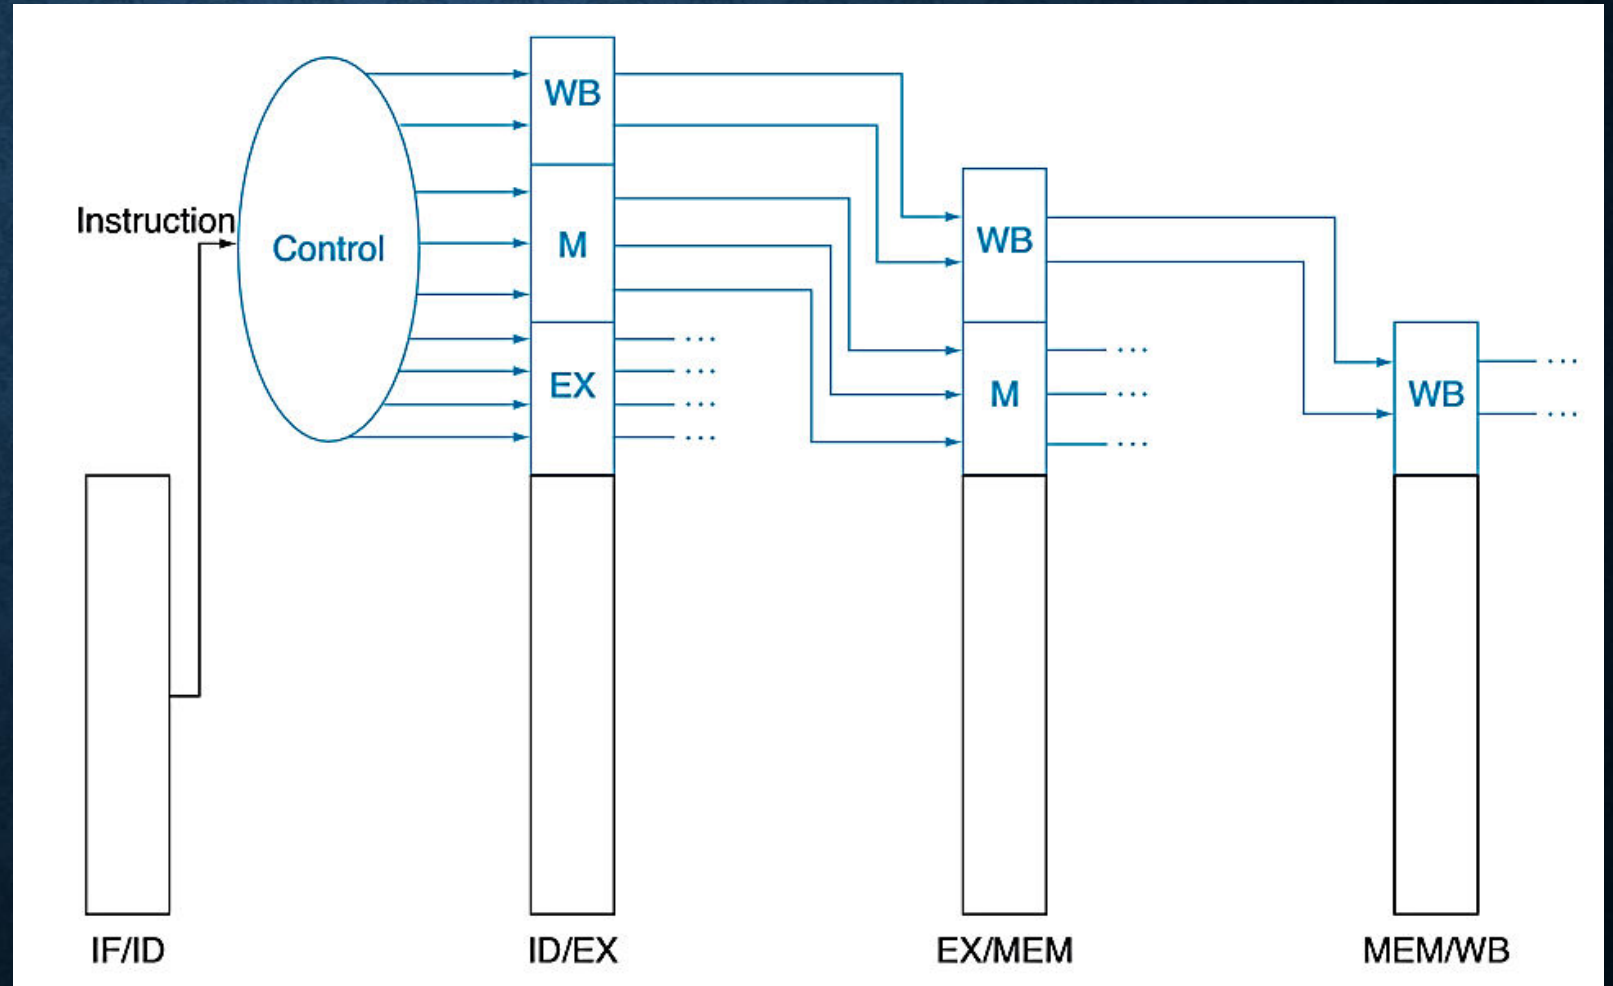 WB
Instruction
Control
M
EX
...
...
...
...
WB
M
...
...
...
WB
...
...
IF/ID
ID/EX
EX/MEM
MEM/WB